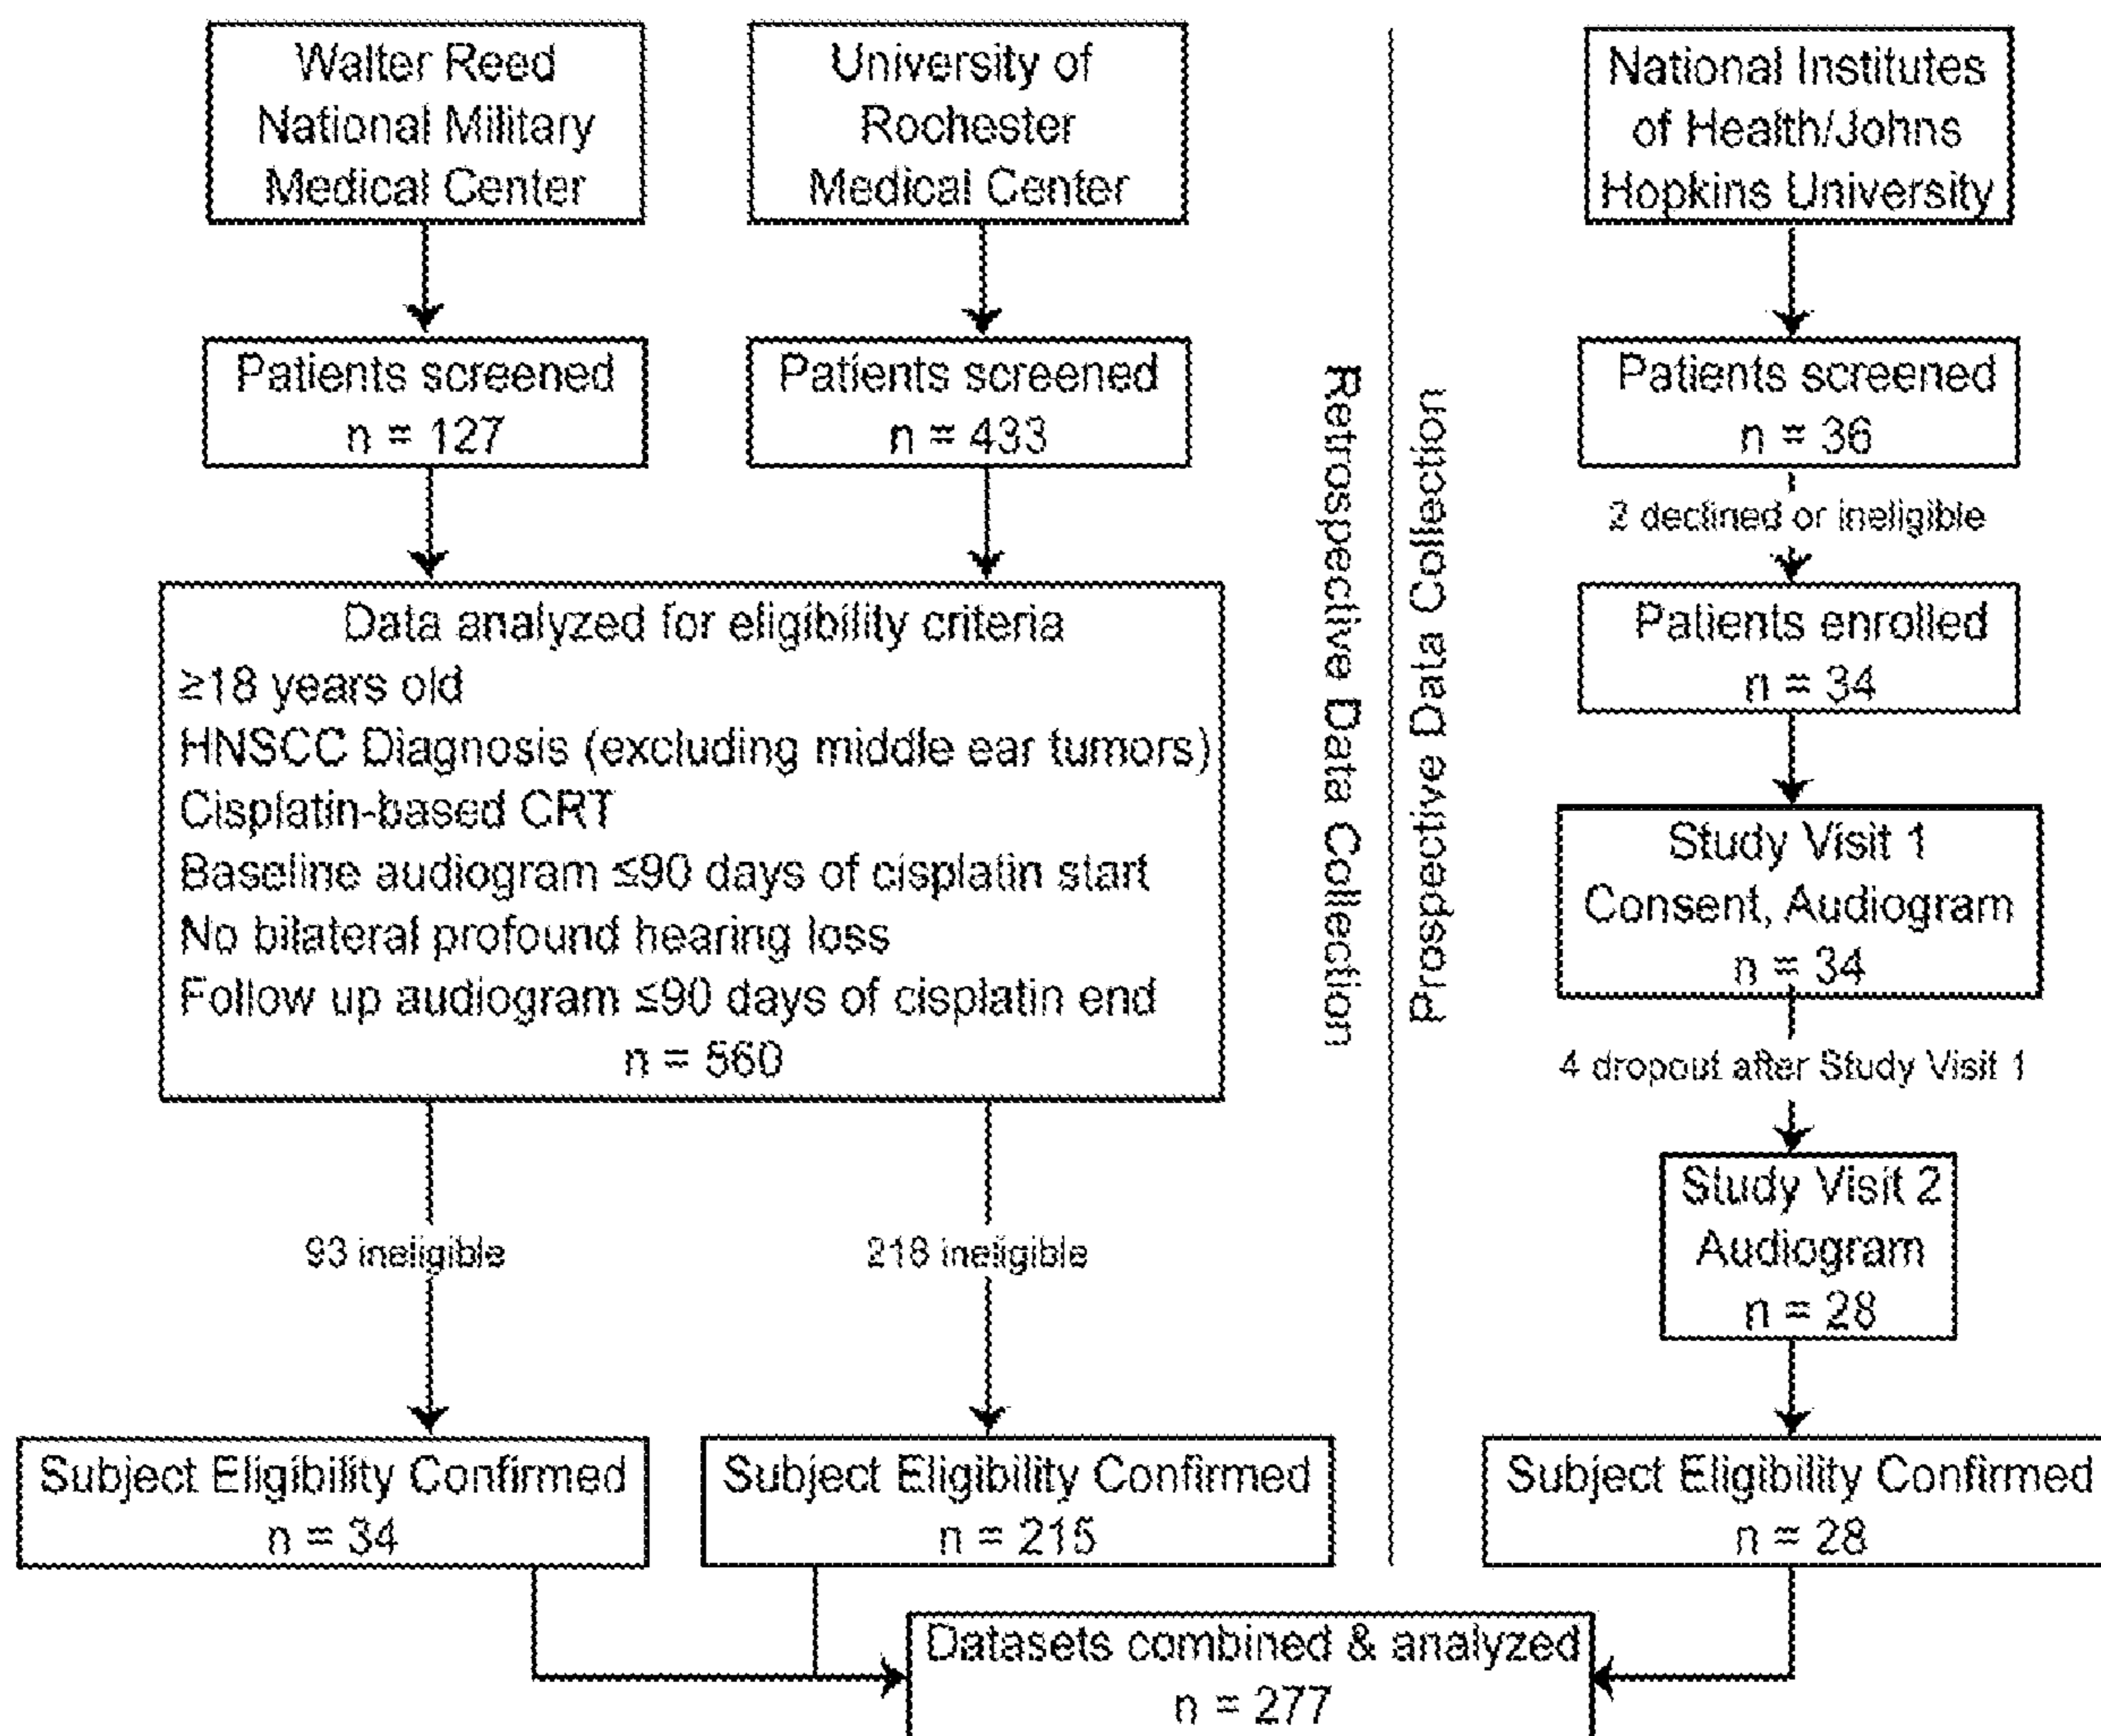 Walter Reed
National Military
Medical Center
University of
Rochester
Medical Center
National Institutes
of Health/Johns
Hopkins University
Patients screened
n = 127
Patients screened
n = 433
Patients screened
n = 36
2 declined or ineligible
Patients enrolled
n = 34
Data analyzed for eligibility criteria
≥18 years old
HNSCC Diagnosis (excluding middle ear tumors)
Cisplatin-based CRT
Baseline audiogram ≤90 days of cisplatin start
No bilateral profound hearing loss
Follow up audiogram ≤90 days of cisplatin end
n = 560
Retrospective Data Collection
Prospective Data Collection
Study Visit 1
Consent, Audiogram
n = 34
4 dropout after Study Visit 1
Study Visit 2
Audiogram
n = 28
93 ineligible
218 ineligible
Subject Eligibility Confirmed
n = 34
Subject Eligibility Confirmed
n = 215
Subject Eligibility Confirmed
n = 28
Datasets combined & analyzed
n = 277